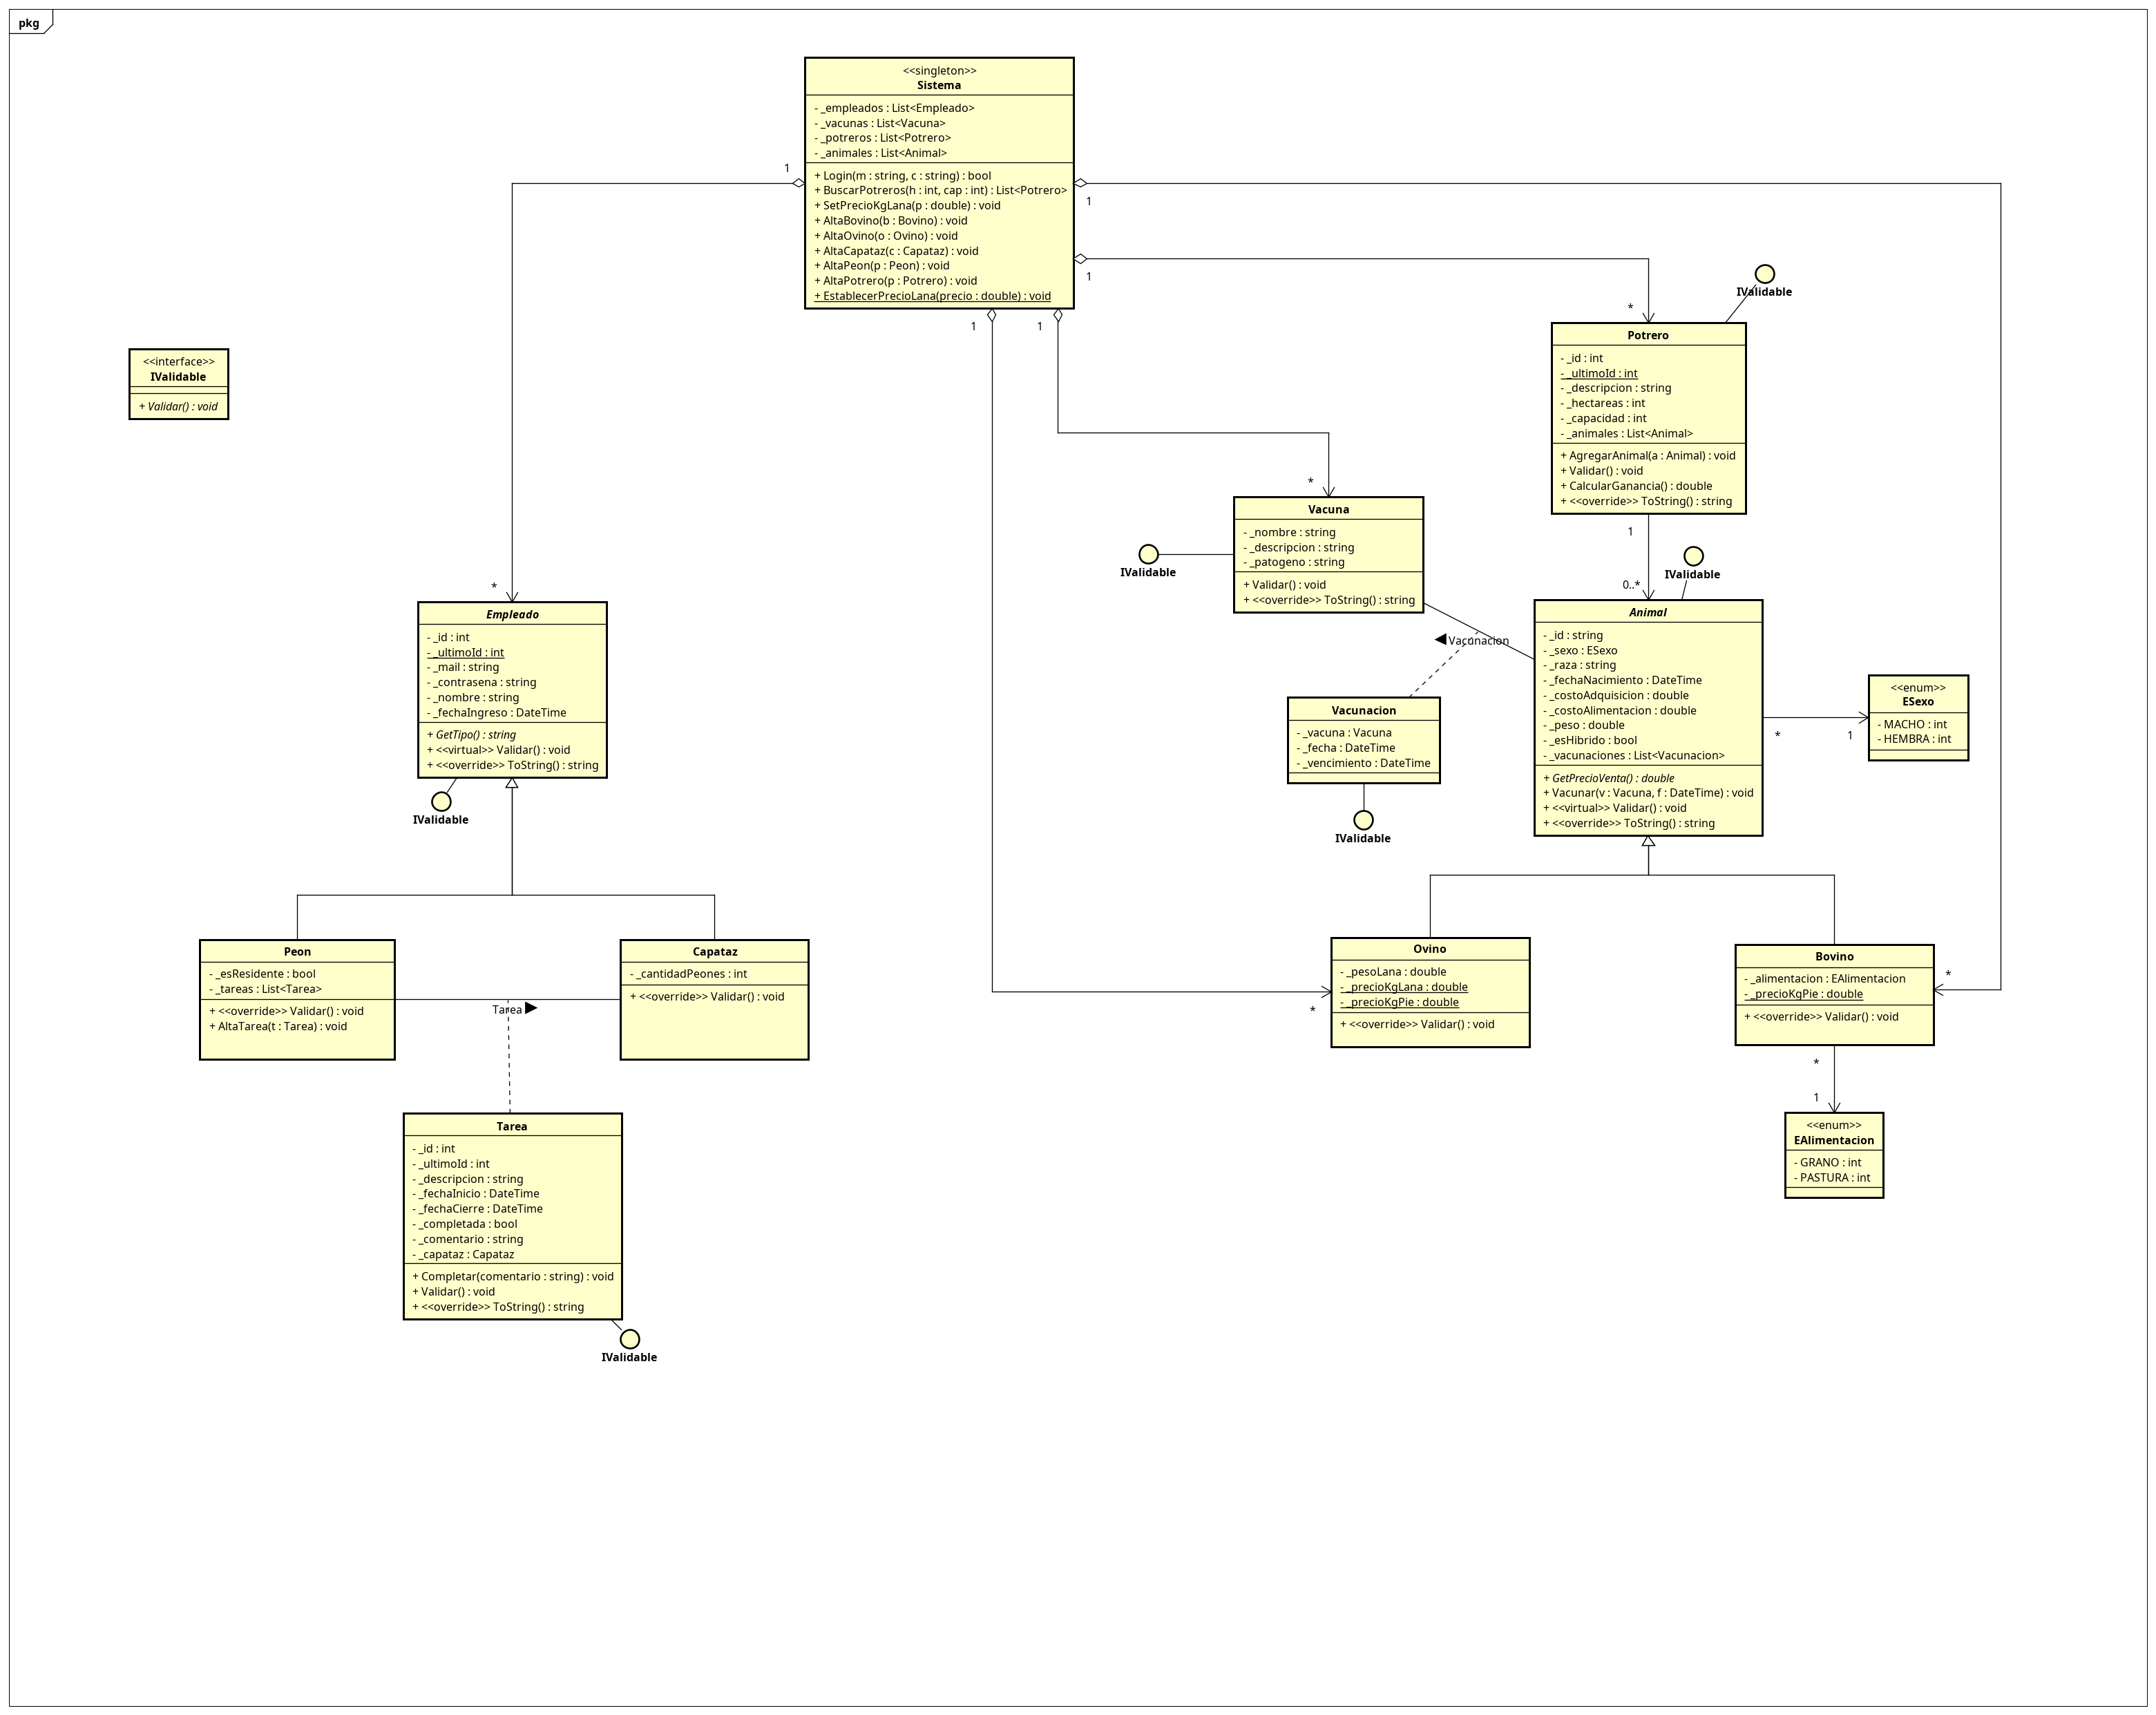 pkg
<<singleton>>
Sistema
- _empleados : List<Empleado>
- _vacunas : List<Vacuna>
- _potreros : List<Potrero>
- _animales : List<Animal>
+ Login(m : string, c : string) : bool
+ BuscarPotreros(h : int, cap : int) : List<Potrero>
+ SetPrecioKgLana(p : double) : void
+ AltaBovino(b : Bovino) : void
+ AltaOvino(o : Ovino) : void
+ AltaCapataz(c : Capataz) : void
+ AltaPeon(p : Peon) : void
+ AltaPotrero(p : Potrero) : void
+ EstablecerPrecioLana(precio : double) : void
1
1
1
1
1
<<interface>>
IValidable
+ Validar() : void
IValidable
*
Potrero
- _id : int
- _ultimoId : int
- _descripcion : string
- _hectareas : int
- _capacidad : int
- _animales : List<Animal>
+ AgregarAnimal(a : Animal) : void
+ Validar() : void
+ CalcularGanancia() : double
+ <<override>> ToString() : string
1
0..*
*
Vacuna
- _nombre : string
- _descripcion : string
- _patogeno : string
+ Validar() : void
+ <<override>> ToString() : string
IValidable
IValidable
Vacunacion
*
Empleado
- _id : int
- _ultimoId : int
- _mail : string
- _contrasena : string
- _nombre : string
- _fechaIngreso : DateTime
+ GetTipo() : string
+ <<virtual>> Validar() : void
+ <<override>> ToString() : string
IValidable
Vacunacion
- _vacuna : Vacuna
- _fecha : DateTime
- _vencimiento : DateTime
IValidable
Animal
- _id : string
- _sexo : ESexo
- _raza : string
- _fechaNacimiento : DateTime
- _costoAdquisicion : double
- _costoAlimentacion : double
- _peso : double
- _esHibrido : bool
- _vacunaciones : List<Vacunacion>
+ GetPrecioVenta() : double
+ Vacunar(v : Vacuna, f : DateTime) : void
+ <<virtual>> Validar() : void
+ <<override>> ToString() : string
*
1
<<enum>>
ESexo
- MACHO : int
- HEMBRA : int
Peon
- _esResidente : bool
- _tareas : List<Tarea>
+ <<override>> Validar() : void
+ AltaTarea(t : Tarea) : void
Tarea
Capataz
- _cantidadPeones : int
+ <<override>> Validar() : void
*
Ovino
- _pesoLana : double
- _precioKgLana : double
- _precioKgPie : double
+ <<override>> Validar() : void
Bovino
- _alimentacion : EAlimentacion
- _precioKgPie : double
+ <<override>> Validar() : void
*
*
1
<<enum>>
EAlimentacion
- GRANO : int
- PASTURA : int
Tarea
- _id : int
- _ultimoId : int
- _descripcion : string
- _fechaInicio : DateTime
- _fechaCierre : DateTime
- _completada : bool
- _comentario : string
- _capataz : Capataz
+ Completar(comentario : string) : void
+ Validar() : void
+ <<override>> ToString() : string
IValidable